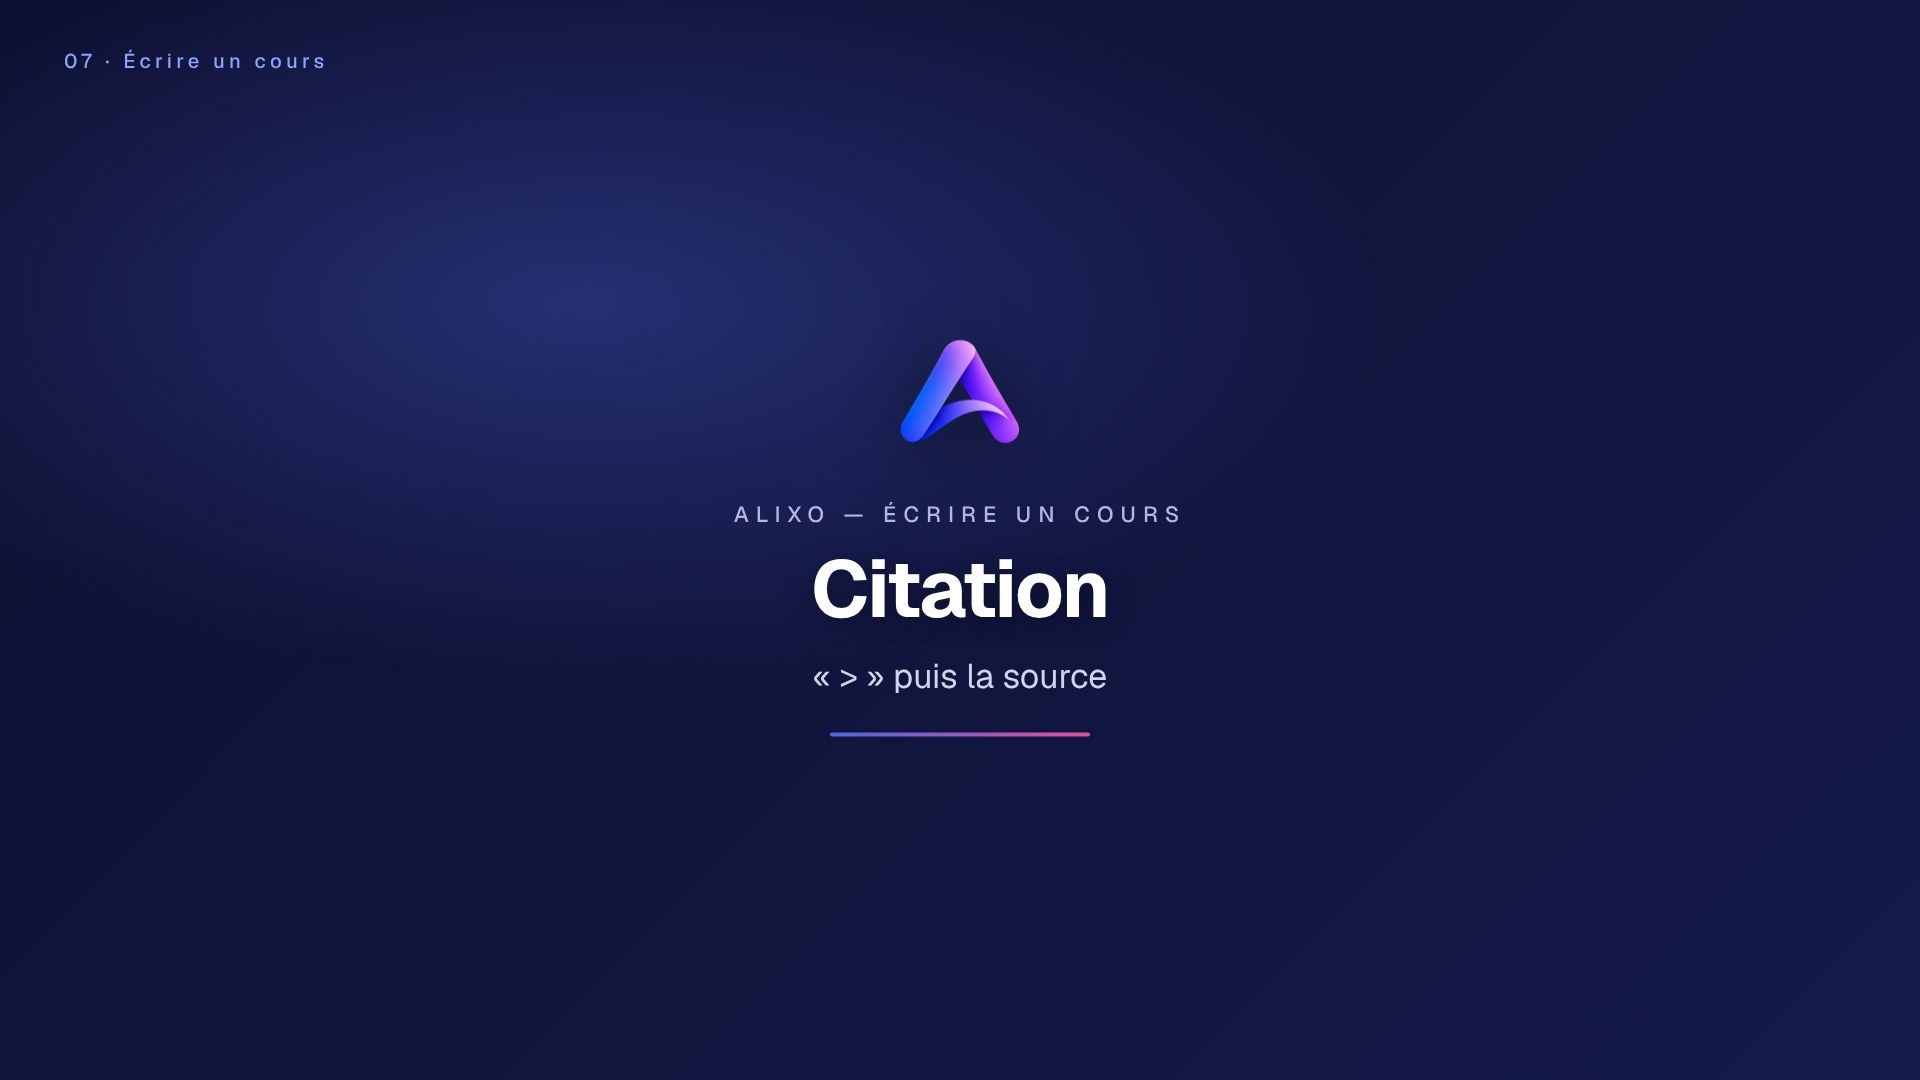 07 · Écrire un cours
ALIXO — ÉCRIRE UN COURS
Citation
« > » puis la source